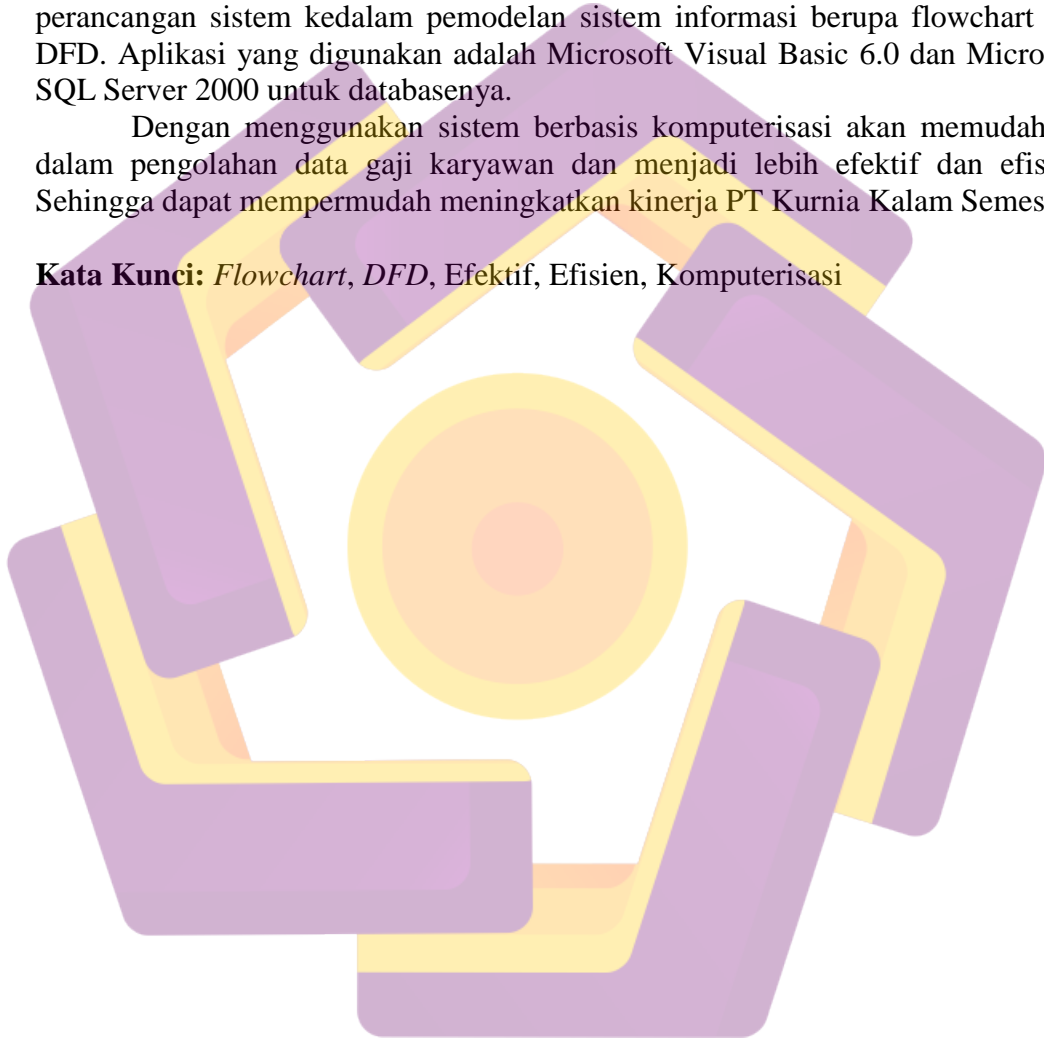 perancangan sistem kedalam pemodelan sistem informasi berupa flowchart
DFD. Aplikasi yang digunakan adalah Microsoft Visual Basic 6.0 dan Micro
SQL Server 2000 untuk databasenya.
Dengan menggunakan sistem berbasis komputerisasi akan memudah
dalam pengolahan data gaji karyawan dan menjadi lebih efektif dan efis
Sehingga dapat mempermudah meningkatkan kinerja PT Kurnia Kalam Semes
Kata Kunci: Flowchart, DFD, Efektif, Efisien, Komputerisasi